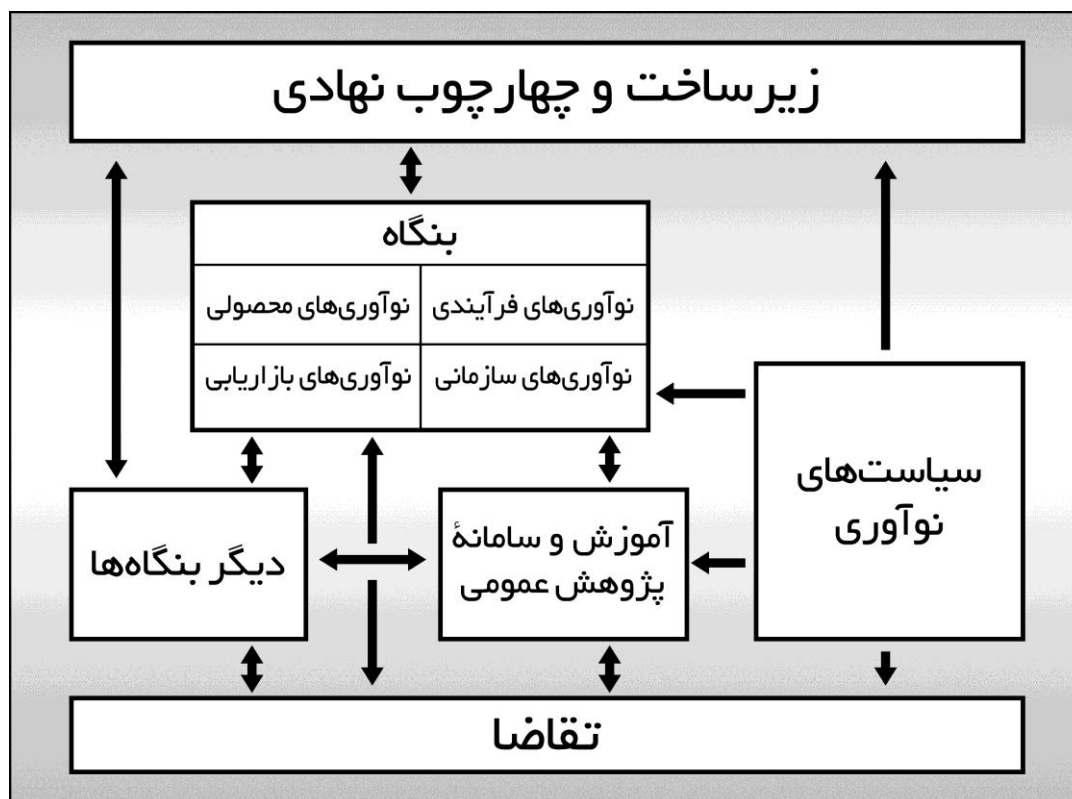 زیرساخت و چهارچوب نهادی
بنگاه
نوآوری‌های فرآیندی
نوآوری‌های محصولی
نوآوری‌های سازمانی
نوآوری‌های بازاریابی
سیاست‌های
نوآوری
آموزش و سامانهٔ
پژوهش عمومی
دیگر بنگاه‌ها
تقاضا